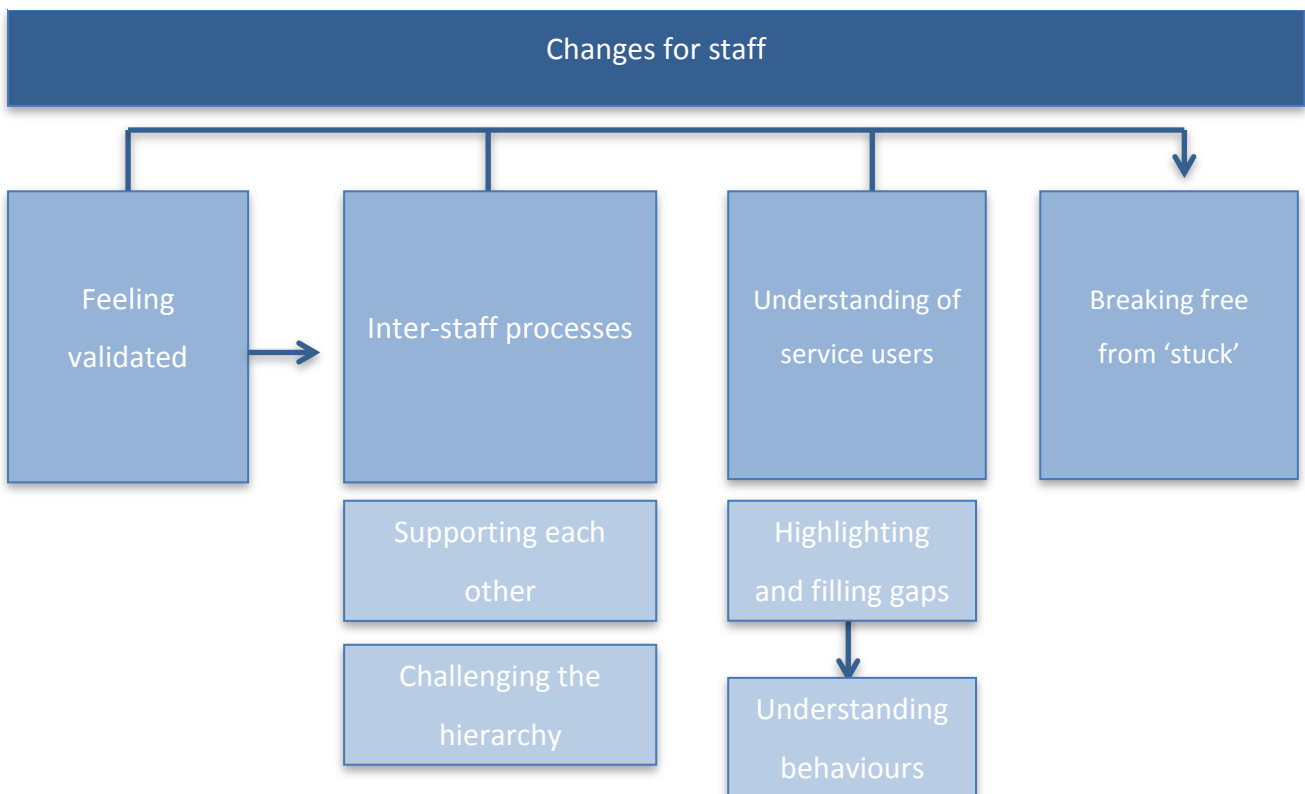 Changes for staff
Feeling
validated
Inter-staff processes
Understanding of
service users
Breaking free
from ‘stuck’
Supporting each
other
Challenging the
hierarchy
Highlighting
and filling gaps
Understanding
behaviours